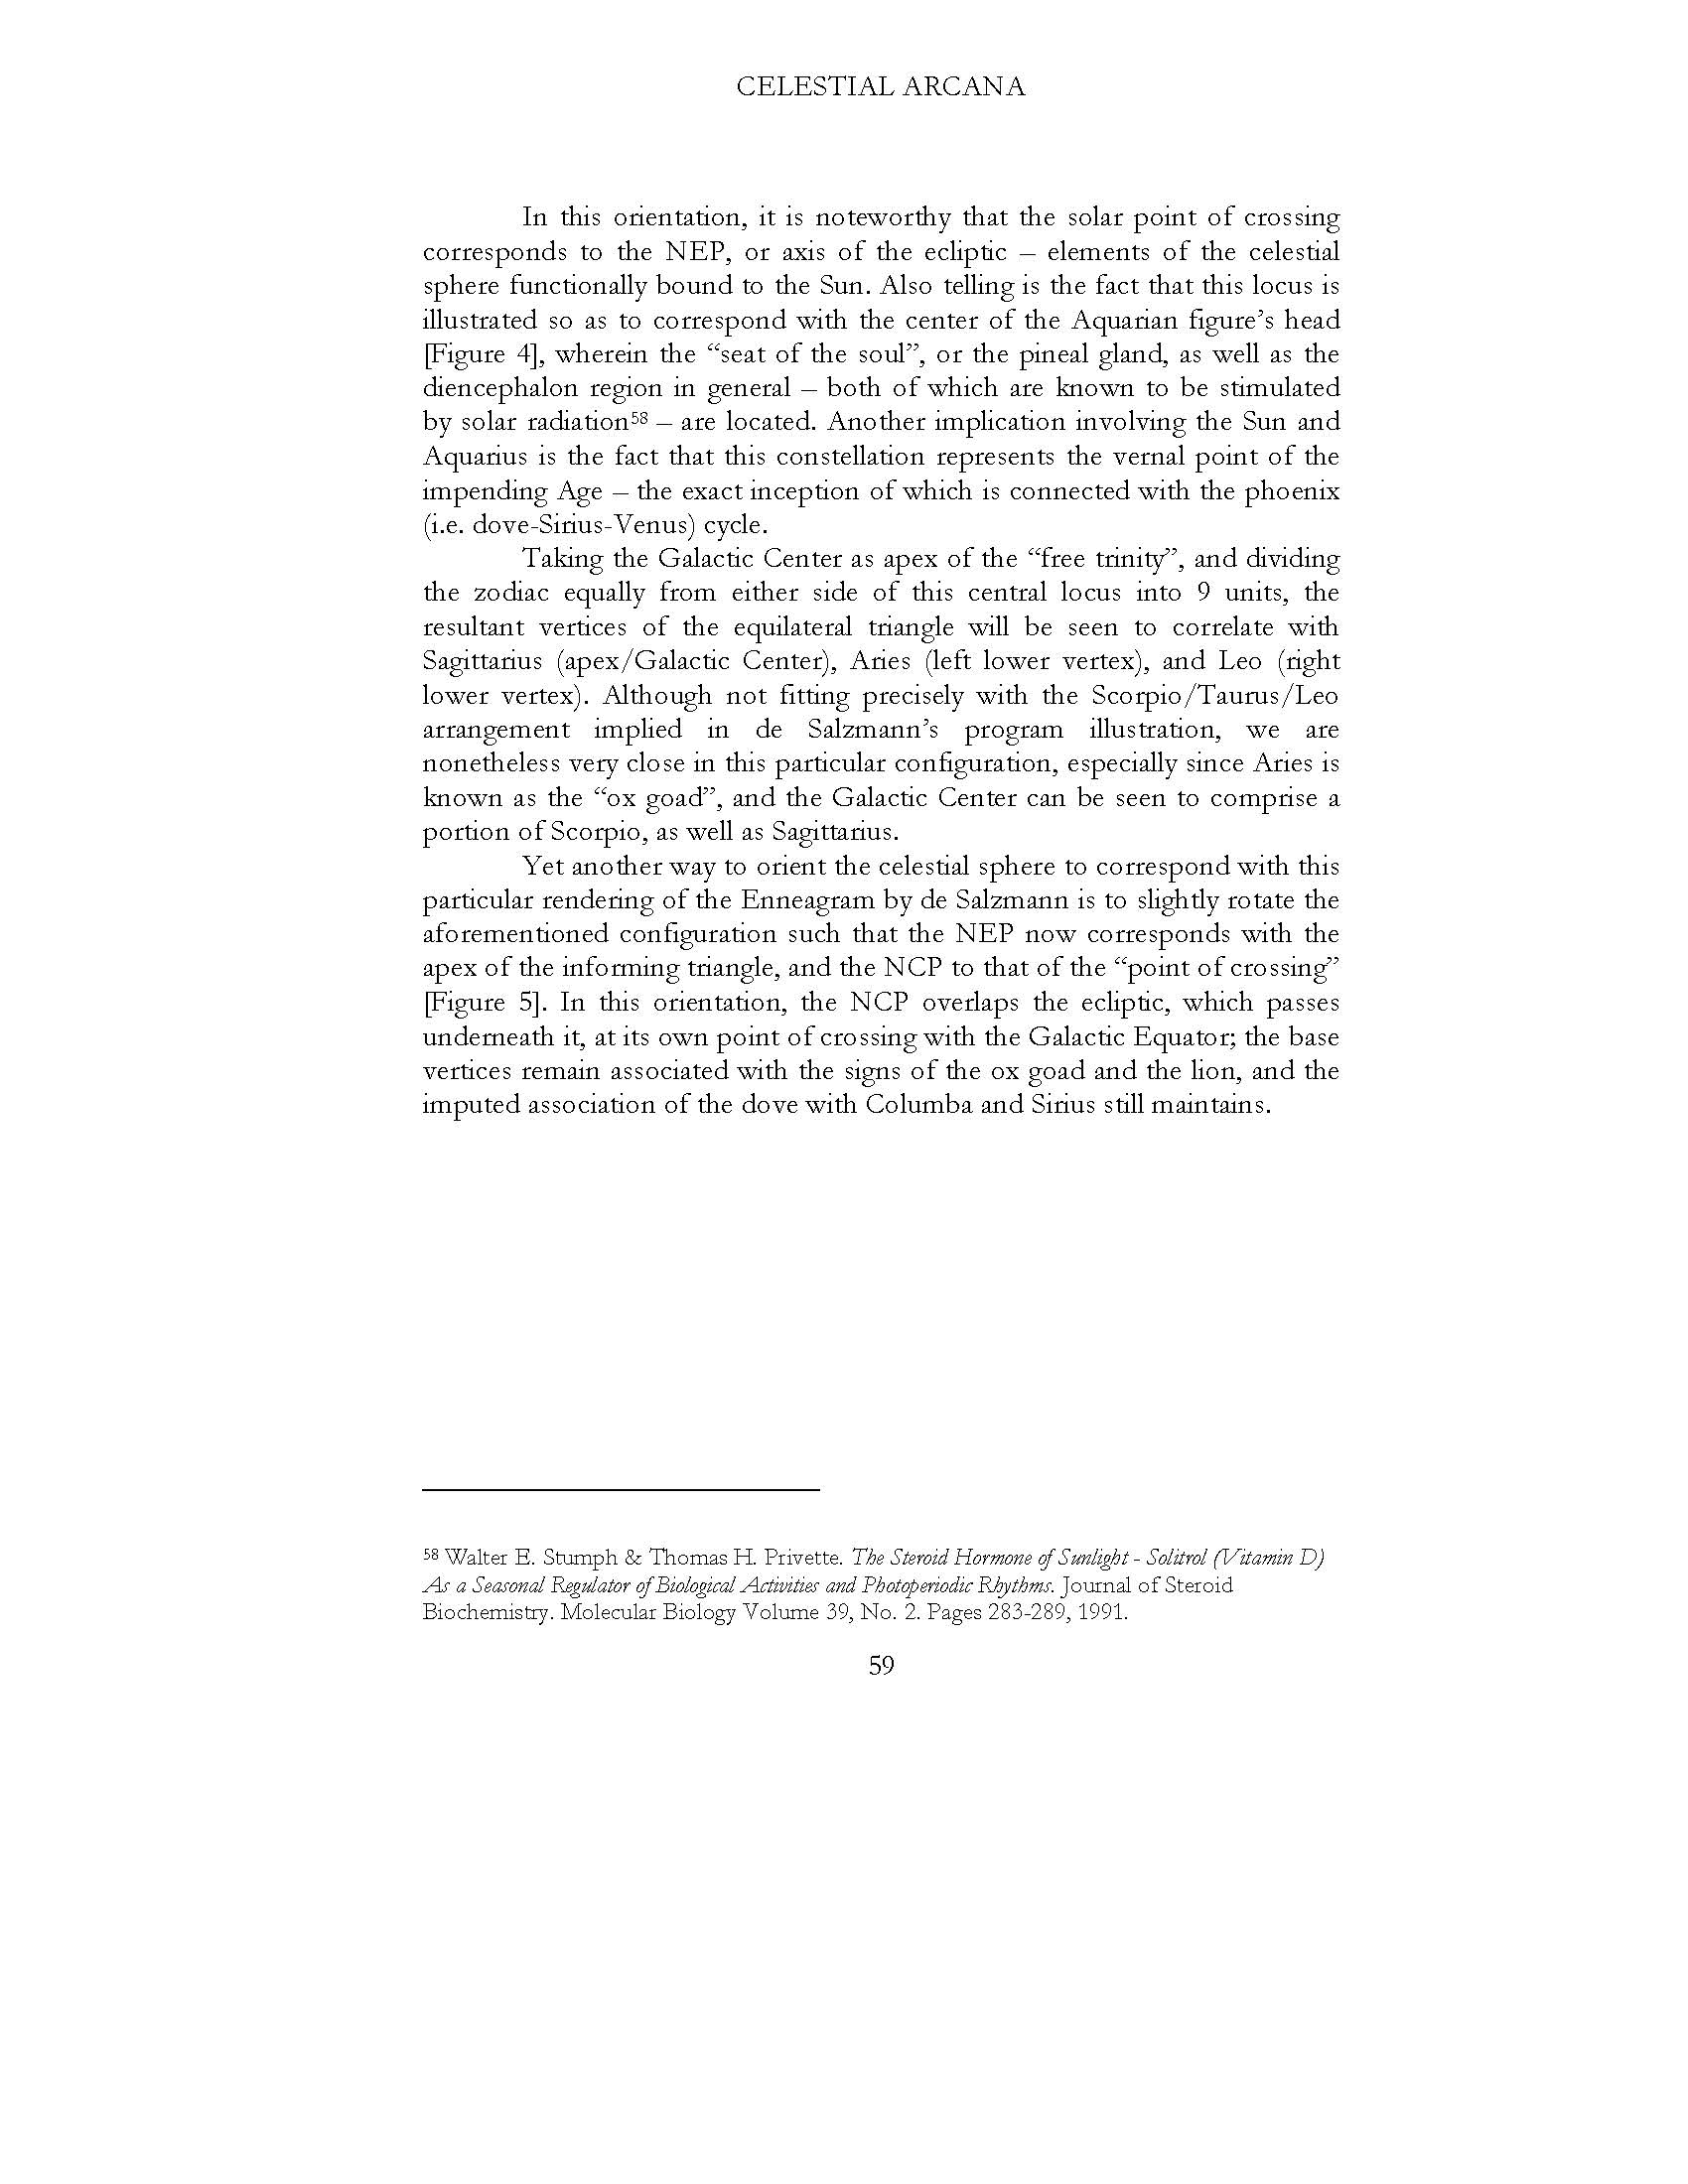 CELESTIAL ARCANA
In this orientation, it is noteworthy that the solar point of crossing
corresponds to the NEP, or axis of the ecliptic – elements of the celestial
sphere functionally bound to the Sun. Also telling is the fact that this locus is
illustrated so as to correspond with the center of the Aquarian figure’s head
[Figure 4], wherein the “seat of the soul”, or the pineal gland, as well as the
diencephalon region in general – both of which are known to be stimulated
by solar radiation58 – are located. Another implication involving the Sun and
Aquarius is the fact that this constellation represents the vernal point of the
impending Age – the exact inception of which is connected with the phoenix
(i.e. dove-Sirius-Venus) cycle.
Taking the Galactic Center as apex of the “free trinity”, and dividing
the zodiac equally from either side of this central locus into 9 units, the
resultant vertices of the equilateral triangle will be seen to correlate with
Sagittarius (apex/Galactic Center), Aries (left lower vertex), and Leo (right
lower vertex). Although not fitting precisely with the Scorpio/Taurus/Leo
arrangement implied in de Salzmann’s program illustration, we are
nonetheless very close in this particular configuration, especially since Aries is
known as the “ox goad”, and the Galactic Center can be seen to comprise a
portion of Scorpio, as well as Sagittarius.
Yet another way to orient the celestial sphere to correspond with this
particular rendering of the Enneagram by de Salzmann is to slightly rotate the
aforementioned configuration such that the NEP now corresponds with the
apex of the informing triangle, and the NCP to that of the “point of crossing”
[Figure 5]. In this orientation, the NCP overlaps the ecliptic, which passes
underneath it, at its own point of crossing with the Galactic Equator; the base
vertices remain associated with the signs of the ox goad and the lion, and the
imputed association of the dove with Columba and Sirius still maintains.
58 Walter E. Stumph & Thomas H. Privette. The Steroid Hormone of Sunlight - Solitrol (Vitamin D)
As a Seasonal Regulator of Biological Activities and Photoperiodic Rhythms. Journal of Steroid
Biochemistry. Molecular Biology Volume 39, No. 2. Pages 283-289, 1991.
59